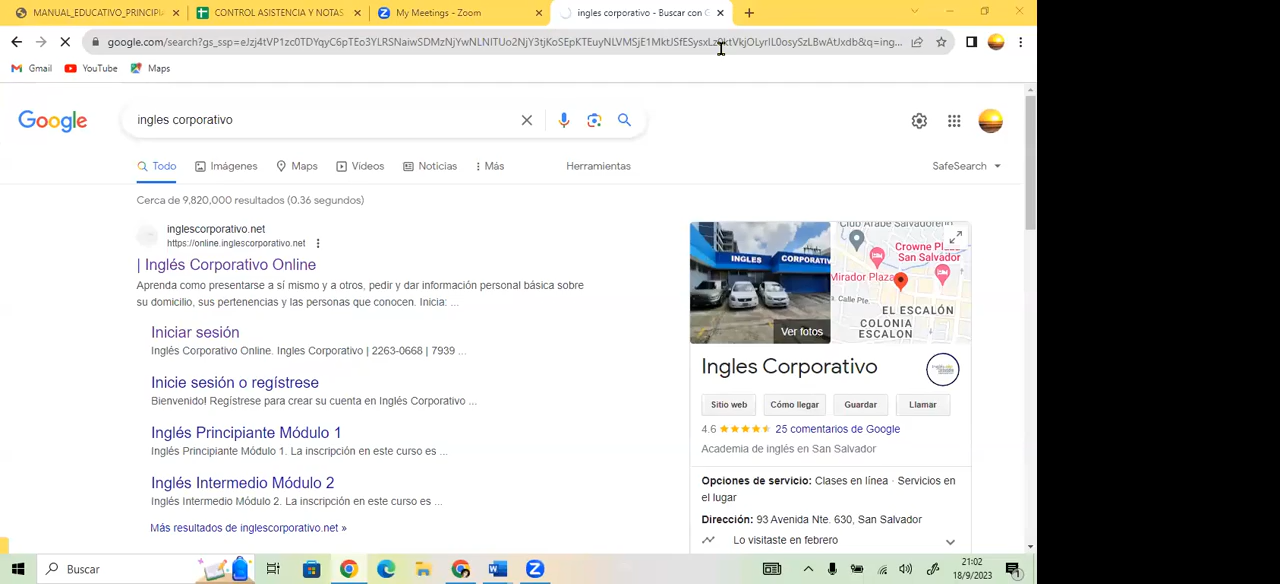 MANUAL_EDUCATIVO_PRINCIPI
CONTROL ASISTENCIA Y NOTAS
My Meetings - Zoom
ingles corporativo - Buscar con G
Gmail
YouTube
Maps
Google
ingles corporativo
Todo
Imágenes
Maps
Videos
Noticias
Más
Herramientas
SafeSearch
Cerca de 9,820,000 resultados (0.36 segundos)
inglescorporativo.net
https://online.inglescorporativo.net
| Inglés Corporativo Online
Aprenda como presentarse a sí mismo y a otros, pedir y dar información personal básica sobre
su domicilio, sus pertenencias y las personas que conocen. Inicia: ...
Iniciar sesión
Inglés Corporativo Online. Ingles Corporativo | 2263-0668 | 7939 ...
Inicie sesión o regístrese
Bienvenido! Regístrese para crear su cuenta en Inglés Corporativo ...
Inglés Principiante Módulo 1
Inglés Principiante Módulo 1. La inscripción en este curso es ...
Inglés Intermedio Módulo 2
Inglés Intermedio Módulo 2. La inscripción en este curso es ...
Más resultados de inglescorporativo.net »
INGLES CORPORATIV
Ver fotos
Club Árabe Salvadoreño
Crowne Pl
San Salvador
Mirador Plaza
Calle Pte.
EL ESCALÓN
COLONIA
ESCALON
Ingles Corporativo
Sitio web
Cómo llegar
Guardar
Llamar
4.6
25 comentarios de Google
Academia de inglés en San Salvador
Opciones de servicio: Clases en línea · Servicios en
el lugar
Dirección: 93 Avenida Nte. 630, San Salvador
Lo visitaste en febrero
Buscar
21:02
18/9/2023